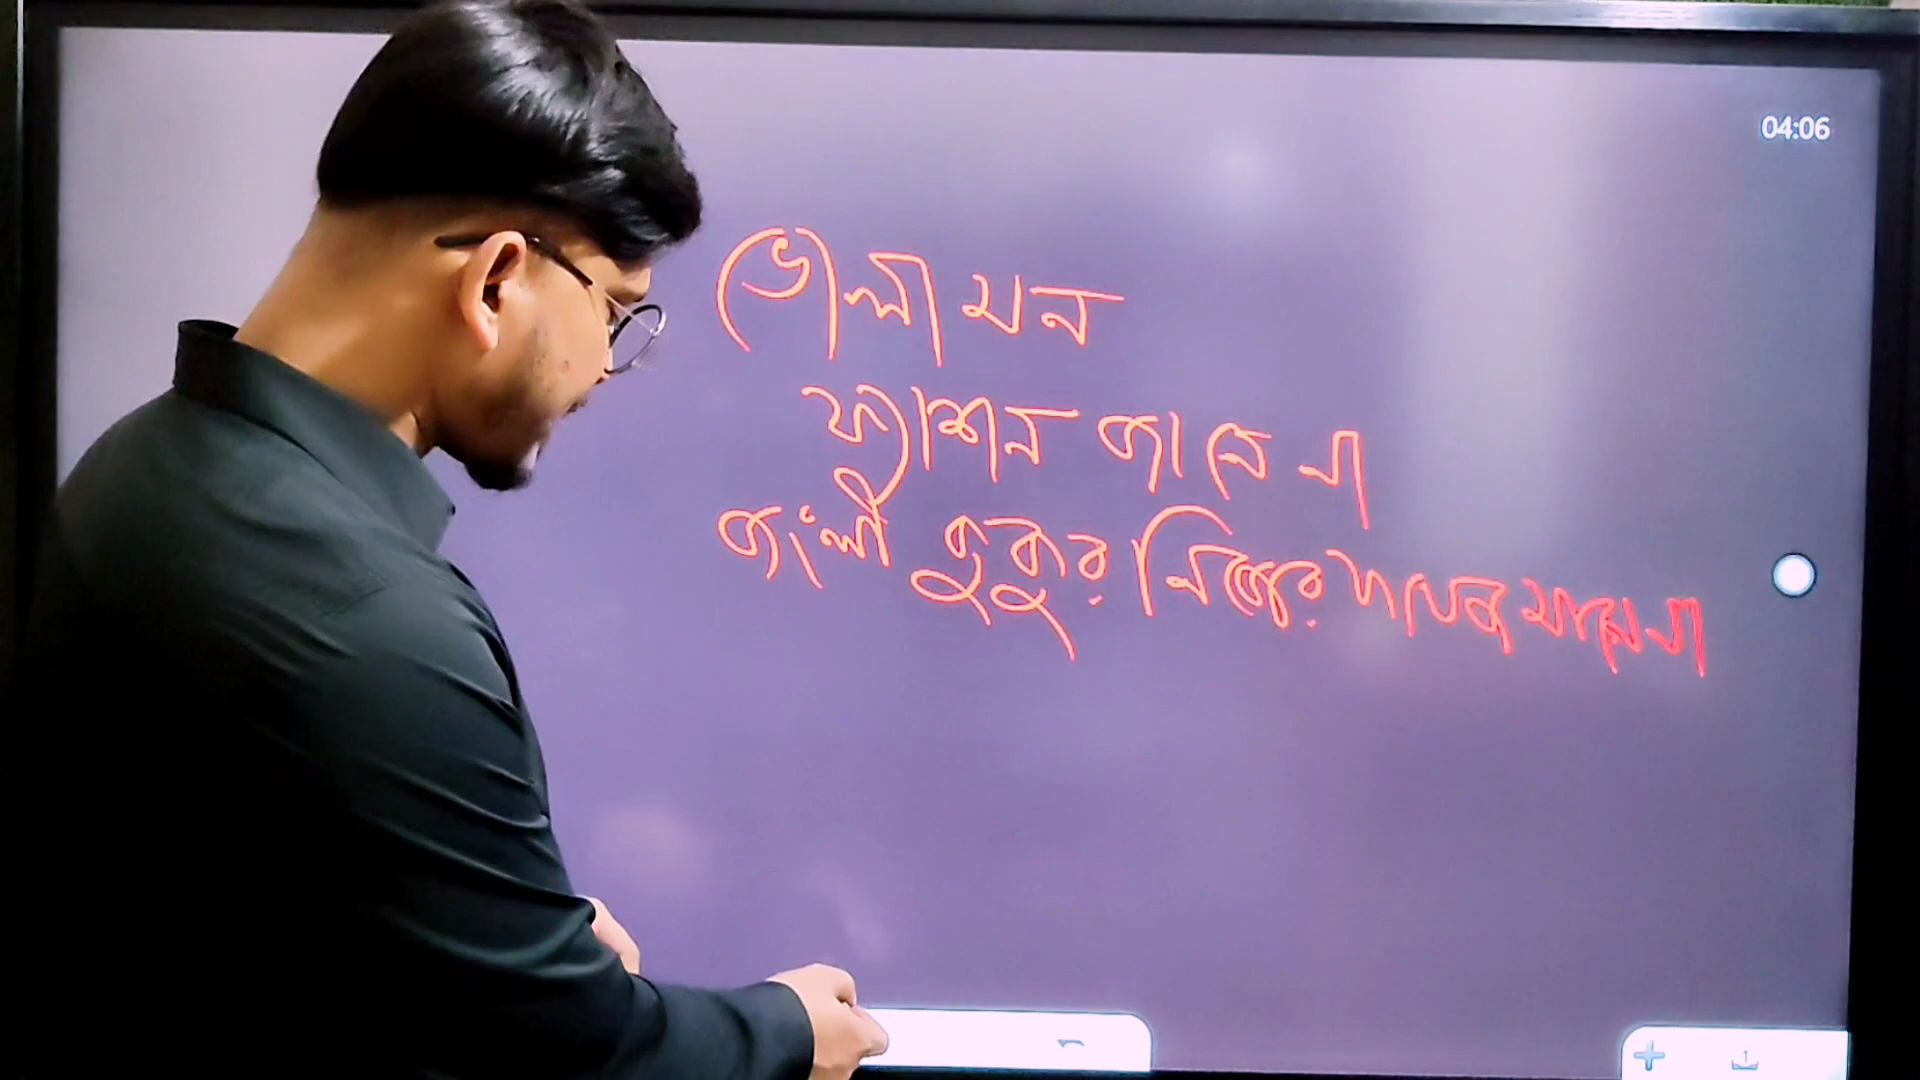 04:06
ভোলা মন
ফ্যাশন জানে না
জংলী কুকুর নিজের মানে না